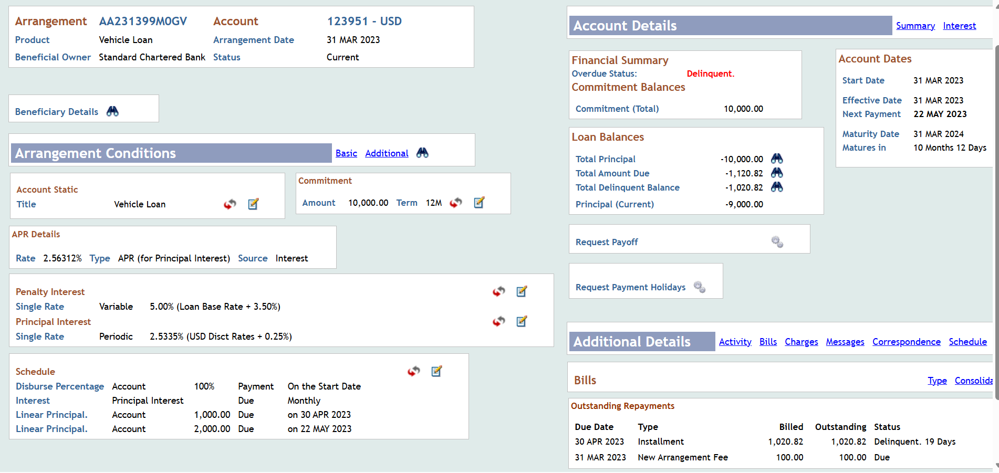 Arrangement AA231399M0GV Account 123951 - USD
Product Vehicle Loan Arrangement Date 31 MAR 2023
Beneficial Owner Standard Chartered Bank Status Current
Beneficiary Details
Arrangement Conditions Basic Additional
Account Static
Title Vehicle Loan
Commitment
Amount 10,000.00 Term 12M
APR Details
Rate 2.56312% Type APR (for Principal Interest) Source Interest
Penalty Interest
Single Rate Variable 5.00% (Loan Base Rate + 3.50%)
Principal Interest
Single Rate Periodic 2.5335% (USD Disct Rates + 0.25%)
Schedule
Disburse Percentage Account 100% Payment On the Start Date
Interest Principal Interest Due Monthly
Linear Principal. Account 1,000.00 Due on 30 APR 2023
Linear Principal. Account 2,000.00 Due on 22 MAY 2023
Account Details Summary Interest
Financial Summary
Overdue Status: Delinquent.
Commitment Balances
Commitment (Total) 10,000.00
Account Dates
Start Date 31 MAR 2023
Effective Date 31 MAR 2023
Next Payment 22 MAY 2023
Maturity Date 31 MAR 2024
Matures in 10 Months 12 Days
Loan Balances
Total Principal -10,000.00
Total Amount Due -1,120.82
Total Delinquent Balance -1,020.82
Principal (Current) -9,000.00
Request Payoff
Request Payment Holidays
Additional Details Activity Bills Charges Messages Correspondence Schedule
Bills Type Consolida
Outstanding Repayments
Due Date Type Billed Outstanding Status
30 APR 2023 Installment 1,020.82 1,020.82 Delinquent. 19 Days
31 MAR 2023 New Arrangement Fee 100.00 100.00 Due